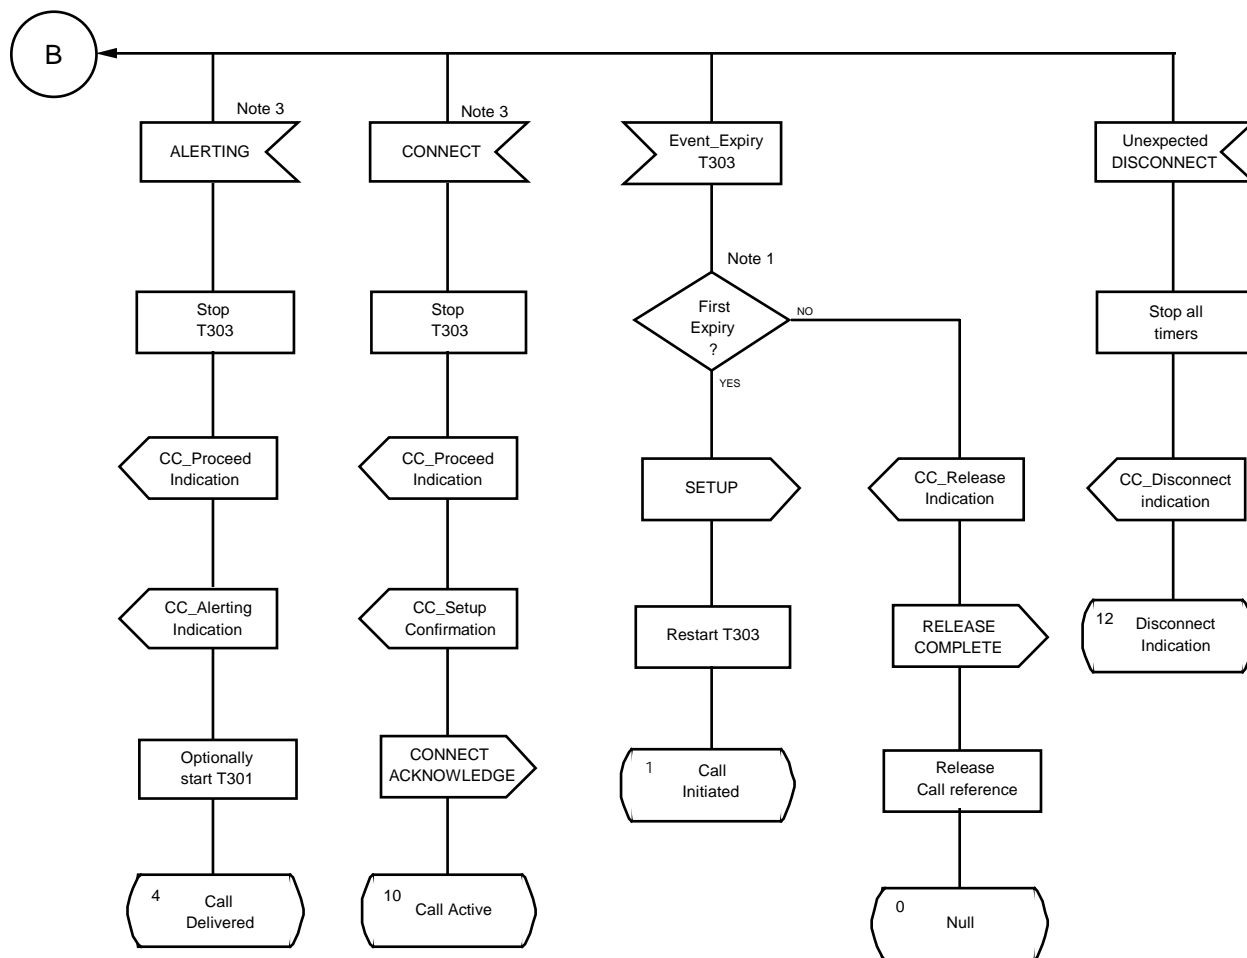 B
Note 3
ALERTING
Stop
T303
CC_Proceed
Indication
CC_Alerting
Indication
Optionally
start T301
4
Call
Delivered
Note 3
CONNECT
Stop
T303
CC_Proceed
Indication
CC_Setup
Confirmation
CONNECT
ACKNOWLEDGE
10
Call Active
Event_Expiry
T303
Note 1
First
Expiry
?
NO
YES
SETUP
Restart T303
1
Call
Initiated
CC_Release
Indication
RELEASE
COMPLETE
Release
Call reference
0
Null
Unexpected
DISCONNECT
Stop all
timers
CC_Disconnect
indication
12
Disconnect
Indication